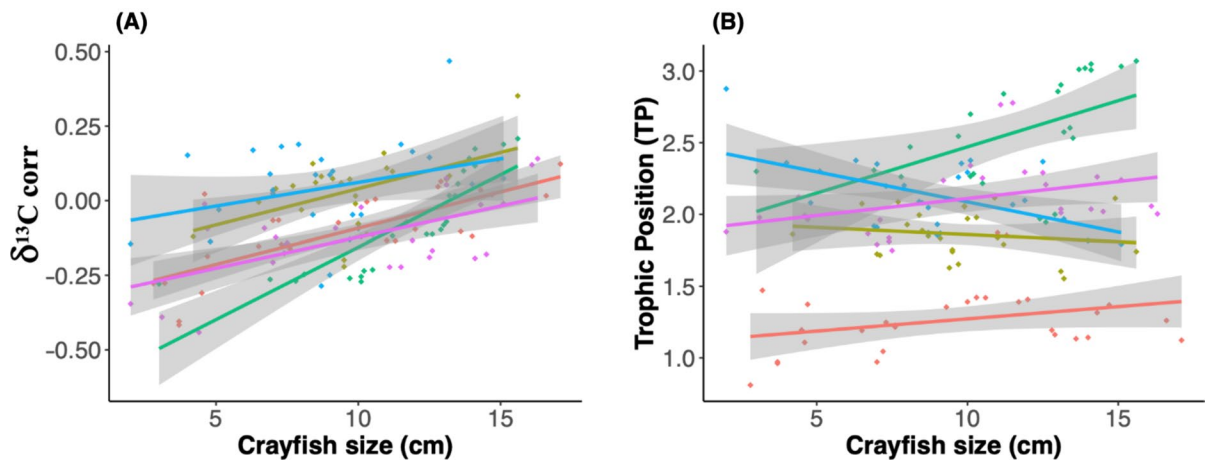 (A)
0.50
0.25
0.00
-0.25
-0.50
δ¹³C corr
5
10
15
Crayfish size (cm)
(B)
3.0
2.5
2.0
1.5
1.0
Trophic Position (TP)
5
10
15
Crayfish size (cm)